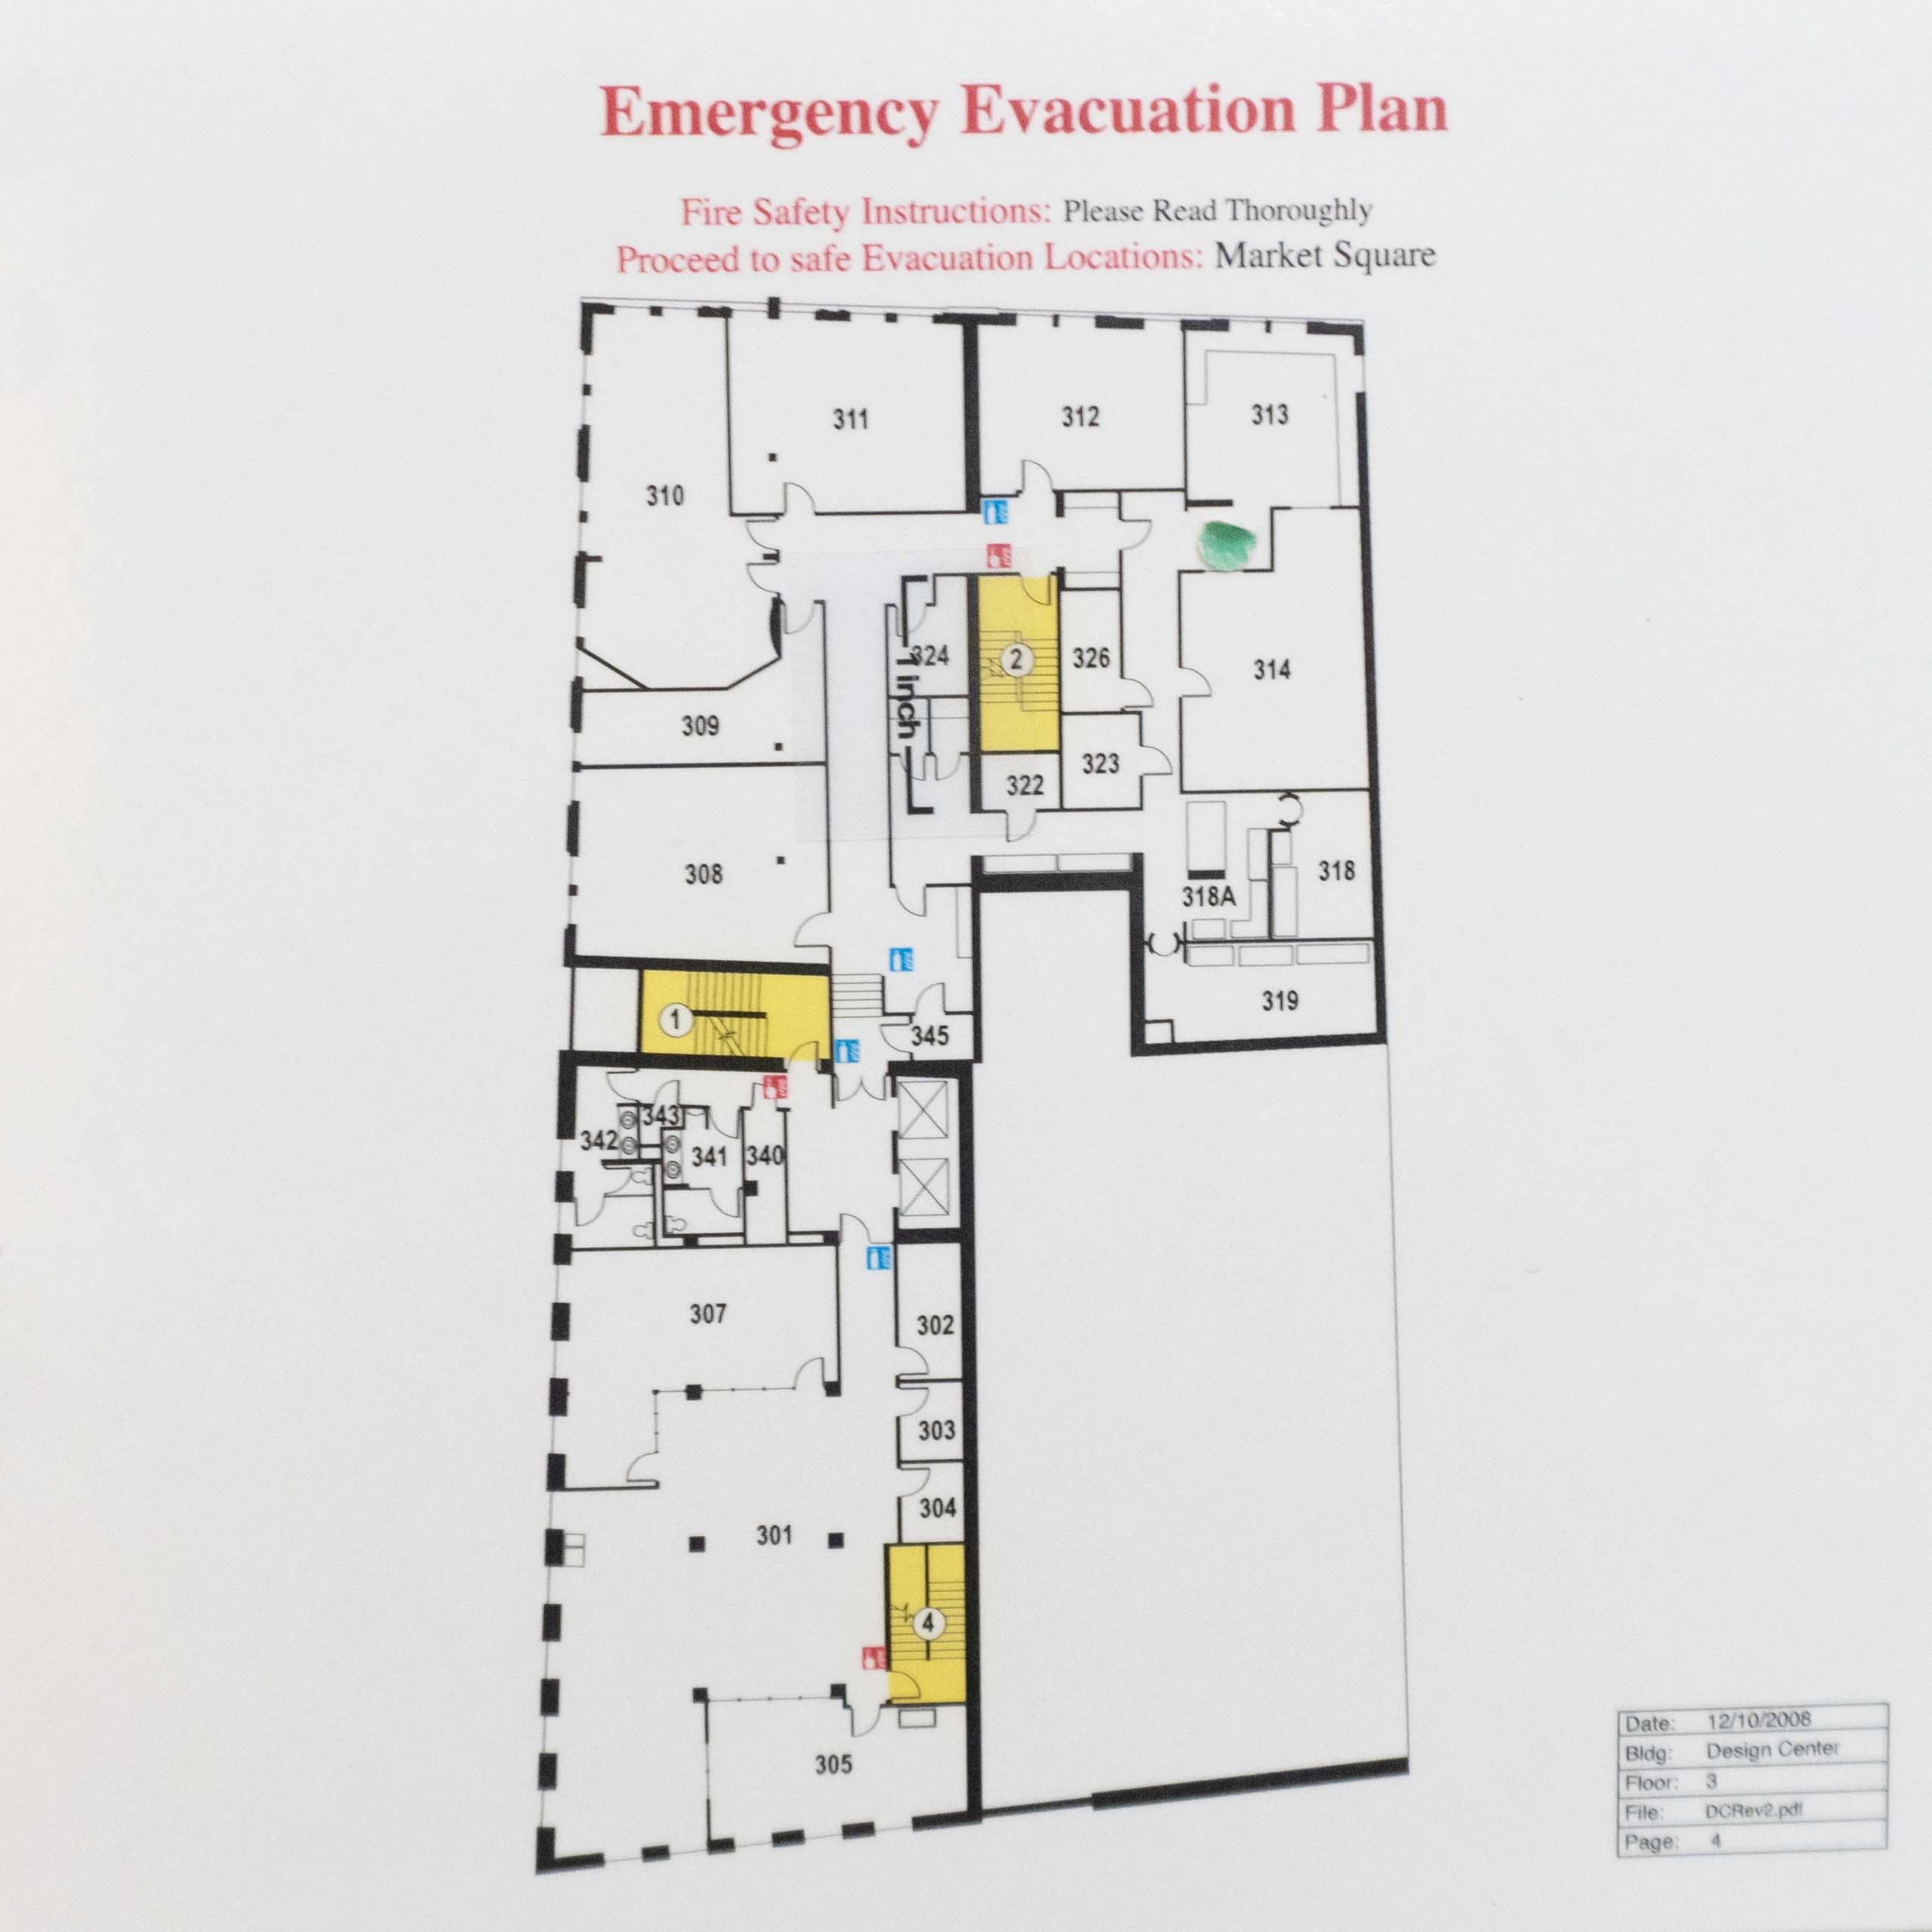 Emergency Evacuation Plan
Fire Safety Instructions: Please Read Thoroughly
Proceed to safe Evacuation Locations: Market Square
311
312
313
310
324
2
326
314
1 inch
309
323
322
308
318
318A
319
1
345
343
342
341
340
307
302
303
304
301
4
305
Date: 12/10/2008
Bldg: Design Center
Floor: 3
File: DCRev2.pdf
Page: 4